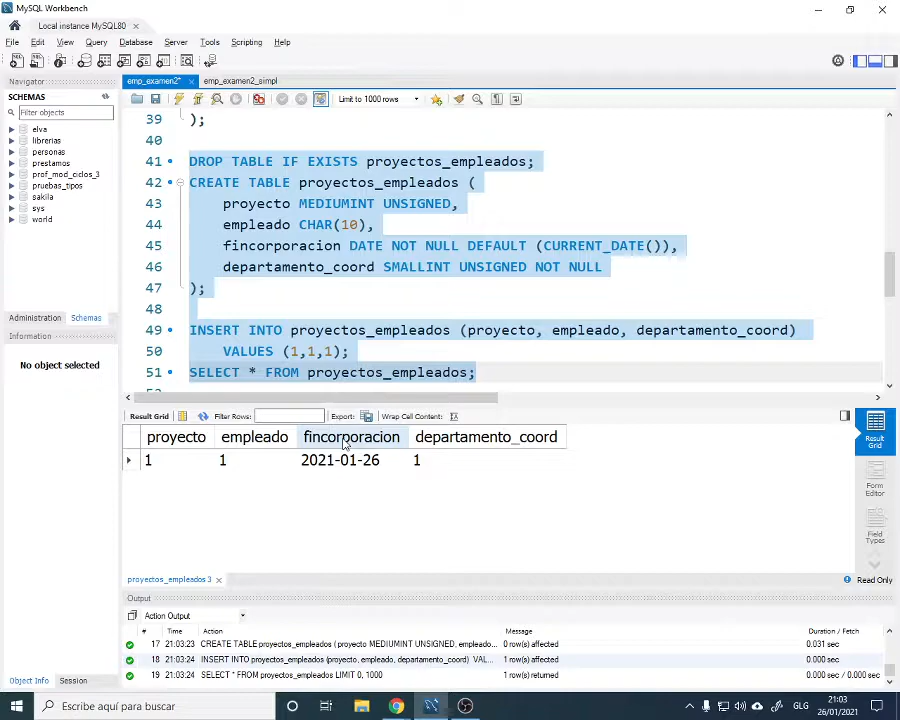 MySQL Workbench
Local instance MySQL80
File Edit View Query Database Server Tools Scripting Help
Navigator
SCHEMAS
Filter objects
elva
librerias
personas
prestamos
prof_mod_ciclos_3
pruebas_tipos
sakila
sys
world
Administration Schemas
Information
No object selected
Object Info Session
emp_examen2* emp_examen2_simpl
Limit to 1000 rows
39 );
40
41 DROP TABLE IF EXISTS proyectos_empleados;
42 CREATE TABLE proyectos_empleados (
43 proyecto MEDIUMINT UNSIGNED,
44 empleado CHAR(10),
45 fincorporacion DATE NOT NULL DEFAULT (CURRENT_DATE()),
46 departamento_coord SMALLINT UNSIGNED NOT NULL
47 );
48
49 INSERT INTO proyectos_empleados (proyecto, empleado, departamento_coord)
50 VALUES (1,1,1);
51 SELECT * FROM proyectos_empleados;
Result Grid Filter Rows: Export: Wrap Cell Content:
proyecto empleado fincorporacion departamento_coord
1 1 2021-01-26 1
Result Grid
Form Editor
Field Types
proyectos_empleados 3
Read Only
Output
Action Output
# Time Action Message Duration / Fetch
17 21:03:23 CREATE TABLE proyectos_empleados ( proyecto MEDIUMINT UNSIGNED, empleado... 0 row(s) affected 0.031 sec
18 21:03:24 INSERT INTO proyectos_empleados (proyecto, empleado, departamento_coord) VAL... 1 row(s) affected 0.000 sec
19 21:03:24 SELECT * FROM proyectos_empleados LIMIT 0, 1000 1 row(s) returned 0.000 sec / 0.000 sec
Escribe aquí para buscar
GLG
21:03
26/01/2021